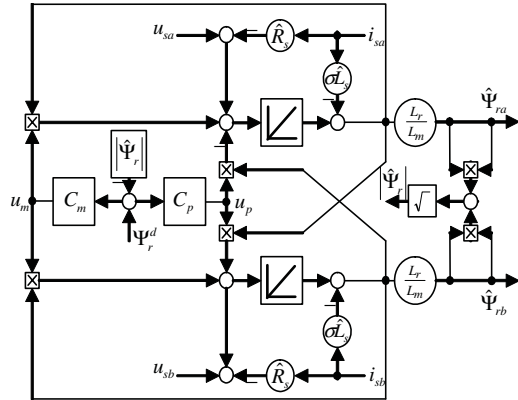 u_sa R̂_s i_sa
σL̂_s
L_r/L_m Ψ̂_ra
|Ψ̂_r|
|Ψ̂_r| √
u_m C_m C_p u_p
Ψ_r^d
L_r/L_m Ψ̂_rb
σL̂_s
u_sb R̂_s i_sb